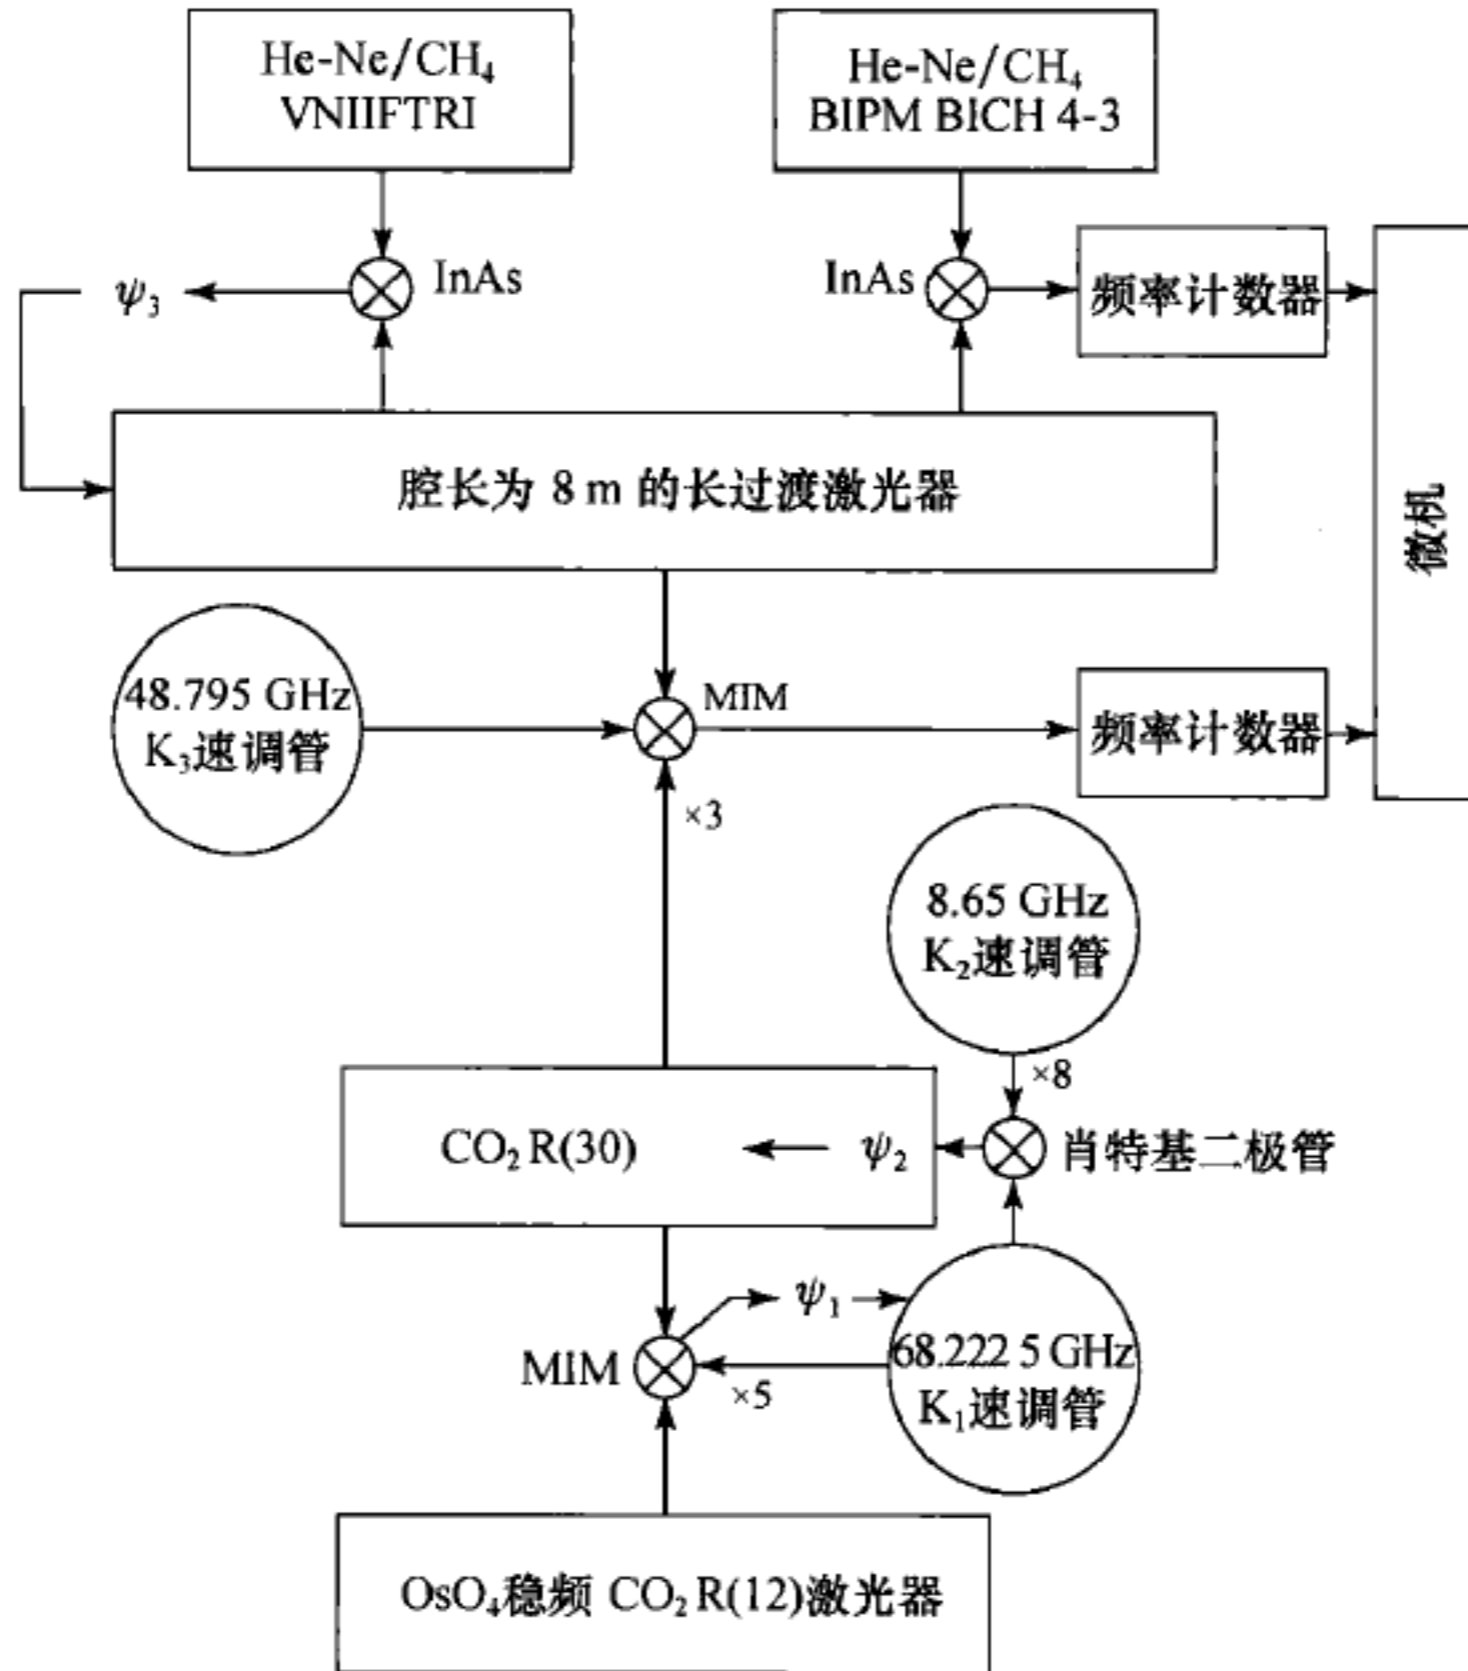 He-Ne/CH₄
VNIIFTRI
He-Ne/CH₄
BIPM BICH 4-3
ψ₃
InAs
InAs
频率计数器
腔长为 8 m 的长过渡激光器
微机
48.795 GHz
K₃速调管
MIM
频率计数器
×3
8.65 GHz
K₂速调管
×8
CO₂ R(30)
ψ₂
肖特基二极管
ψ₁
MIM
×5
68.222 5 GHz
K₁速调管
OsO₄稳频 CO₂ R(12)激光器